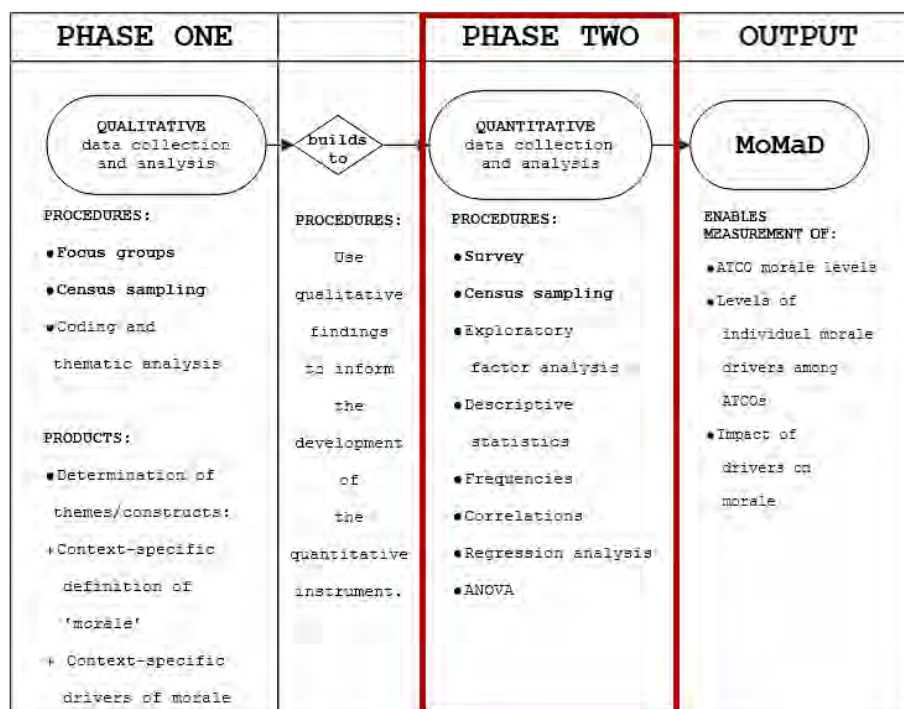 PHASE ONE
PHASE TWO
OUTPUT
QUALITATIVE
data collection
and analysis
builds
to
QUANTITATIVE
data collection
and analysis
MoMaD
PROCEDURES:
●Focus groups
●Census sampling
●Coding and
thematic analysis
PRODUCTS:
●Determination of
themes/constructs:
+Context-specific
definition of
'morale'
+ Context-specific
drivers of morale
PROCEDURES:
Use
qualitative
findings
to inform
the
development
of
the
quantitative
instrument.
PROCEDURES:
●Survey
●Census sampling
●Exploratory
factor analysis
●Descriptive
statistics
●Frequencies
●Correlations
●Regression analysis
●ANOVA
ENABLES
MEASUREMENT OF:
●ATCO morale levels
●Levels of
individual morale
drivers among
ATCOs
●Impact of
drivers on
morale